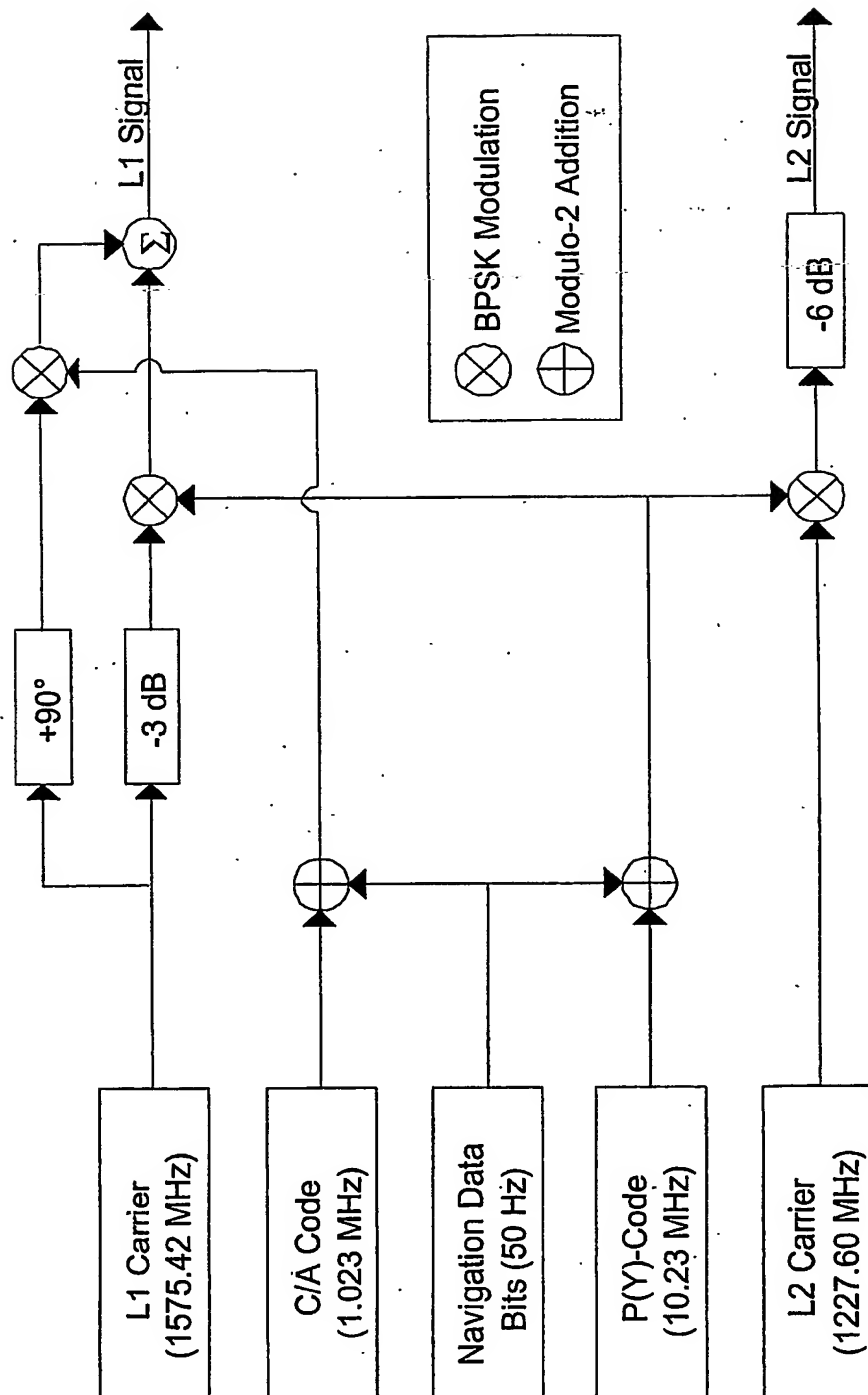 L1 Carrier
(1575.42 MHz)
C/A Code
(1.023 MHz)
Navigation Data
Bits (50 Hz)
P(Y)-Code
(10.23 MHz)
L2 Carrier
(1227.60 MHz)
+90°
-3 dB
Σ
L1 Signal
BPSK Modulation
Modulo-2 Addition
-6 dB
L2 Signal